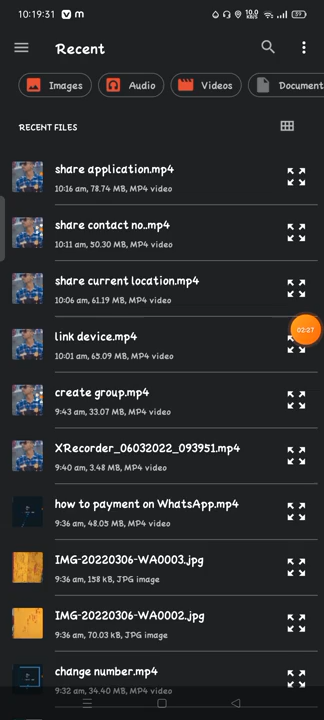 10:19:31
10.0 KB/S 59
Recent
Images Audio Videos Document
RECENT FILES
share application.mp4
10:16 am, 78.74 MB, MP4 video
share contact no..mp4
10:11 am, 50.30 MB, MP4 video
share current location.mp4
10:06 am, 61.19 MB, MP4 video
02:27
link device.mp4
10:01 am, 65.09 MB, MP4 video
create group.mp4
9:43 am, 33.07 MB, MP4 video
XRecorder_06032022_093951.mp4
9:40 am, 3.48 MB, MP4 video
how to payment on WhatsApp.mp4
9:36 am, 48.05 MB, MP4 video
IMG-20220306-WA0003.jpg
9:36 am, 158 kB, JPG image
IMG-20220306-WA0002.jpg
9:36 am, 70.03 kB, JPG image
change number.mp4
9:32 am, 34.40 MB, MP4 video